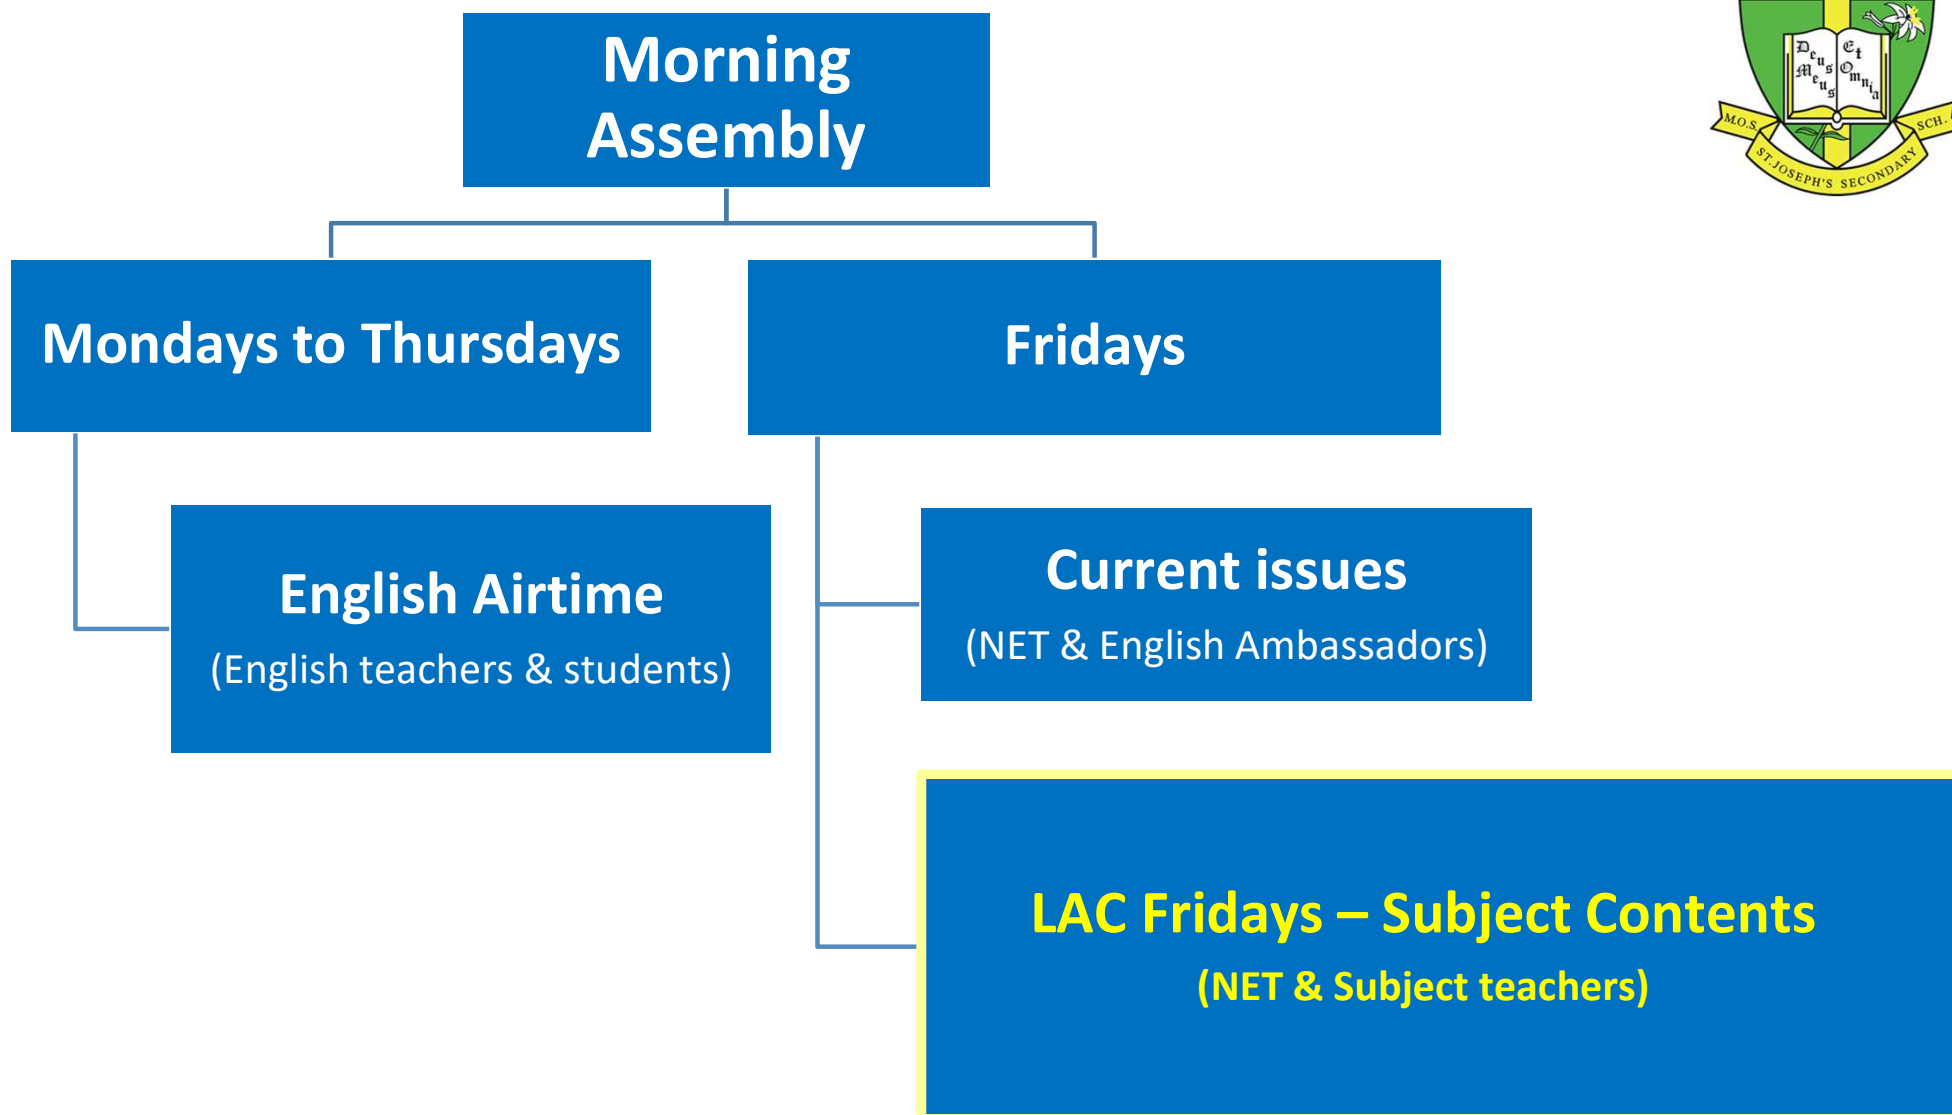 Morning
Assembly
Deus Et
Meus Omnia
M.O.S. SCH.
ST. JOSEPH'S SECONDARY
Mondays to Thursdays
Fridays
English Airtime
(English teachers & students)
Current issues
(NET & English Ambassadors)
LAC Fridays – Subject Contents
(NET & Subject teachers)